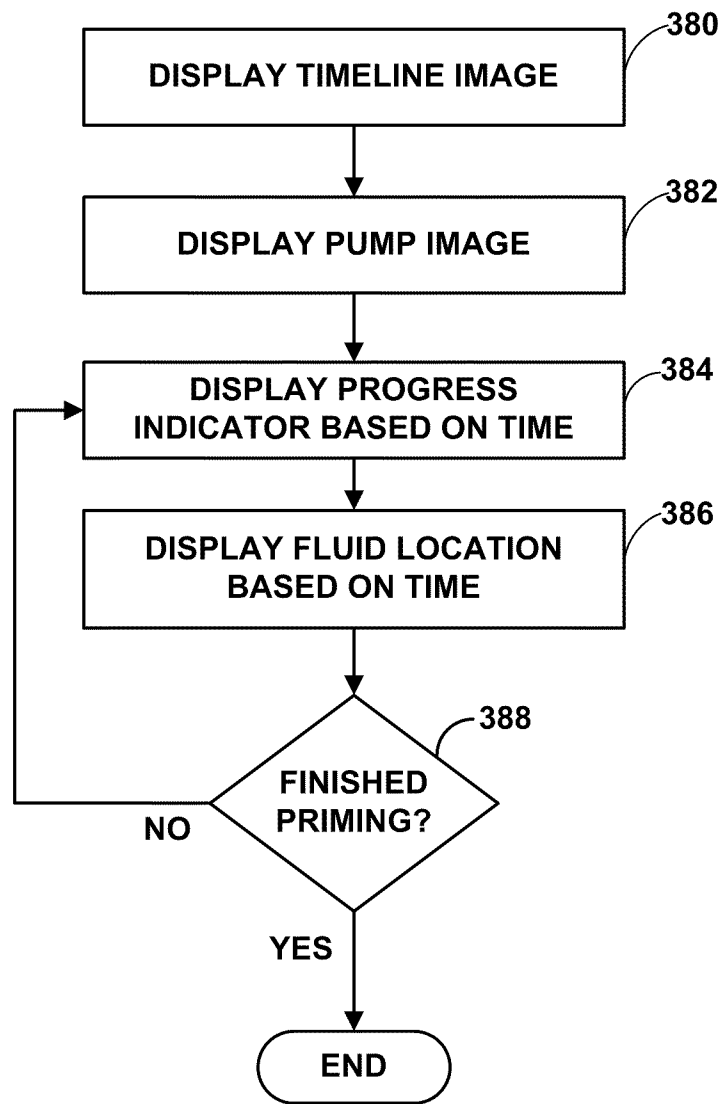 380
DISPLAY TIMELINE IMAGE
382
DISPLAY PUMP IMAGE
384
DISPLAY PROGRESS
INDICATOR BASED ON TIME
386
DISPLAY FLUID LOCATION
BASED ON TIME
388
FINISHED
PRIMING?
NO
YES
END